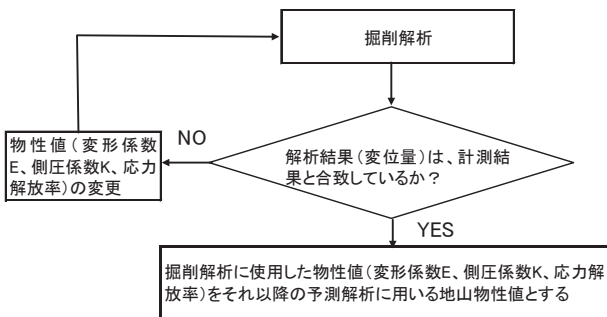 掘削解析
解析結果(変位量)は、計測結
果と合致しているか?
NO
物性値(変形係数
E、側圧係数K、応力
解放率)の変更
YES
掘削解析に使用した物性値(変形係数E、側圧係数K、応力解
放率)をそれ以降の予測解析に用いる地山物性値とする